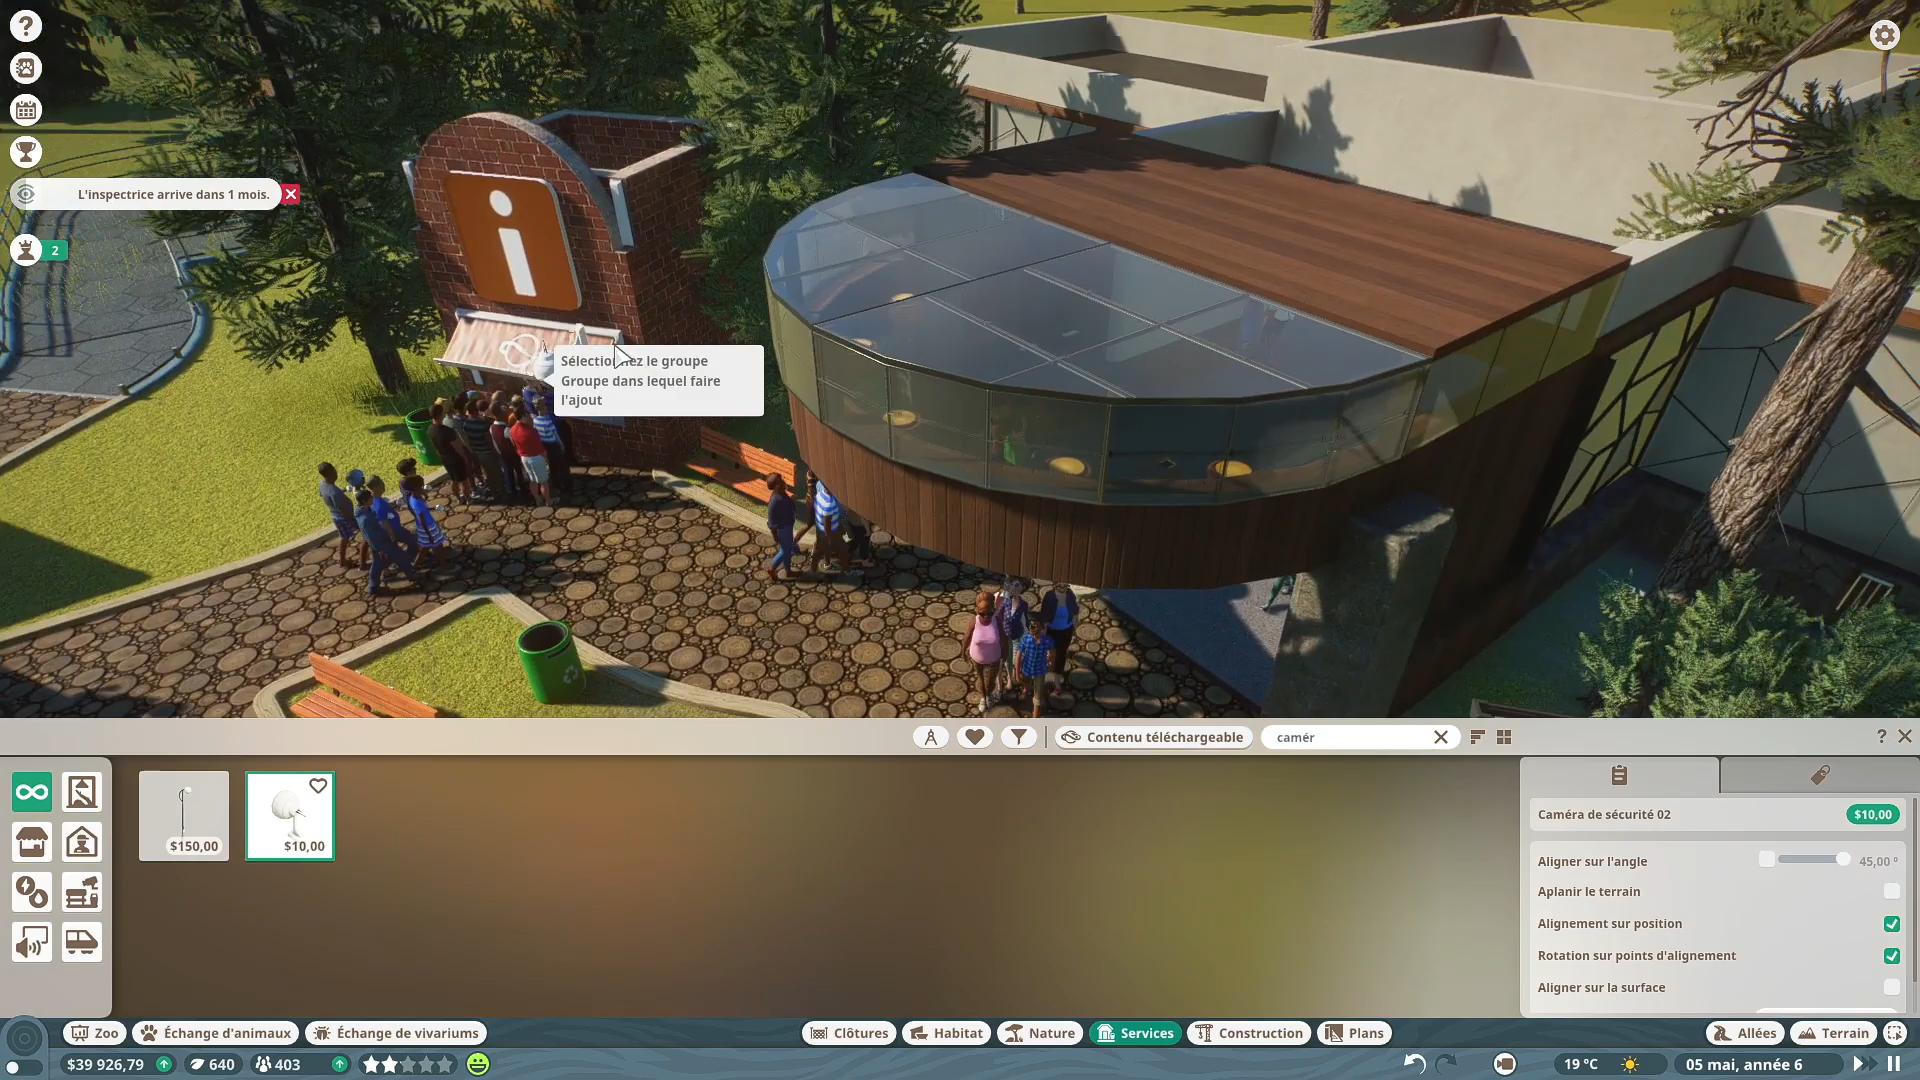 L'inspectrice arrive dans 1 mois.
2
i
Sélectionnez le groupe
Groupe dans lequel faire
l'ajout
Contenu téléchargeable
camér
?
$150,00
$10,00
Caméra de sécurité 02
$10,00
Aligner sur l'angle
45,00 °
Aplanir le terrain
Alignement sur position
Rotation sur points d'alignement
Aligner sur la surface
Zoo
Échange d'animaux
Échange de vivariums
Clôtures
Habitat
Nature
Services
Construction
Plans
Allées
Terrain
$39 926,79
640
403
19 °C
05 mai, année 6